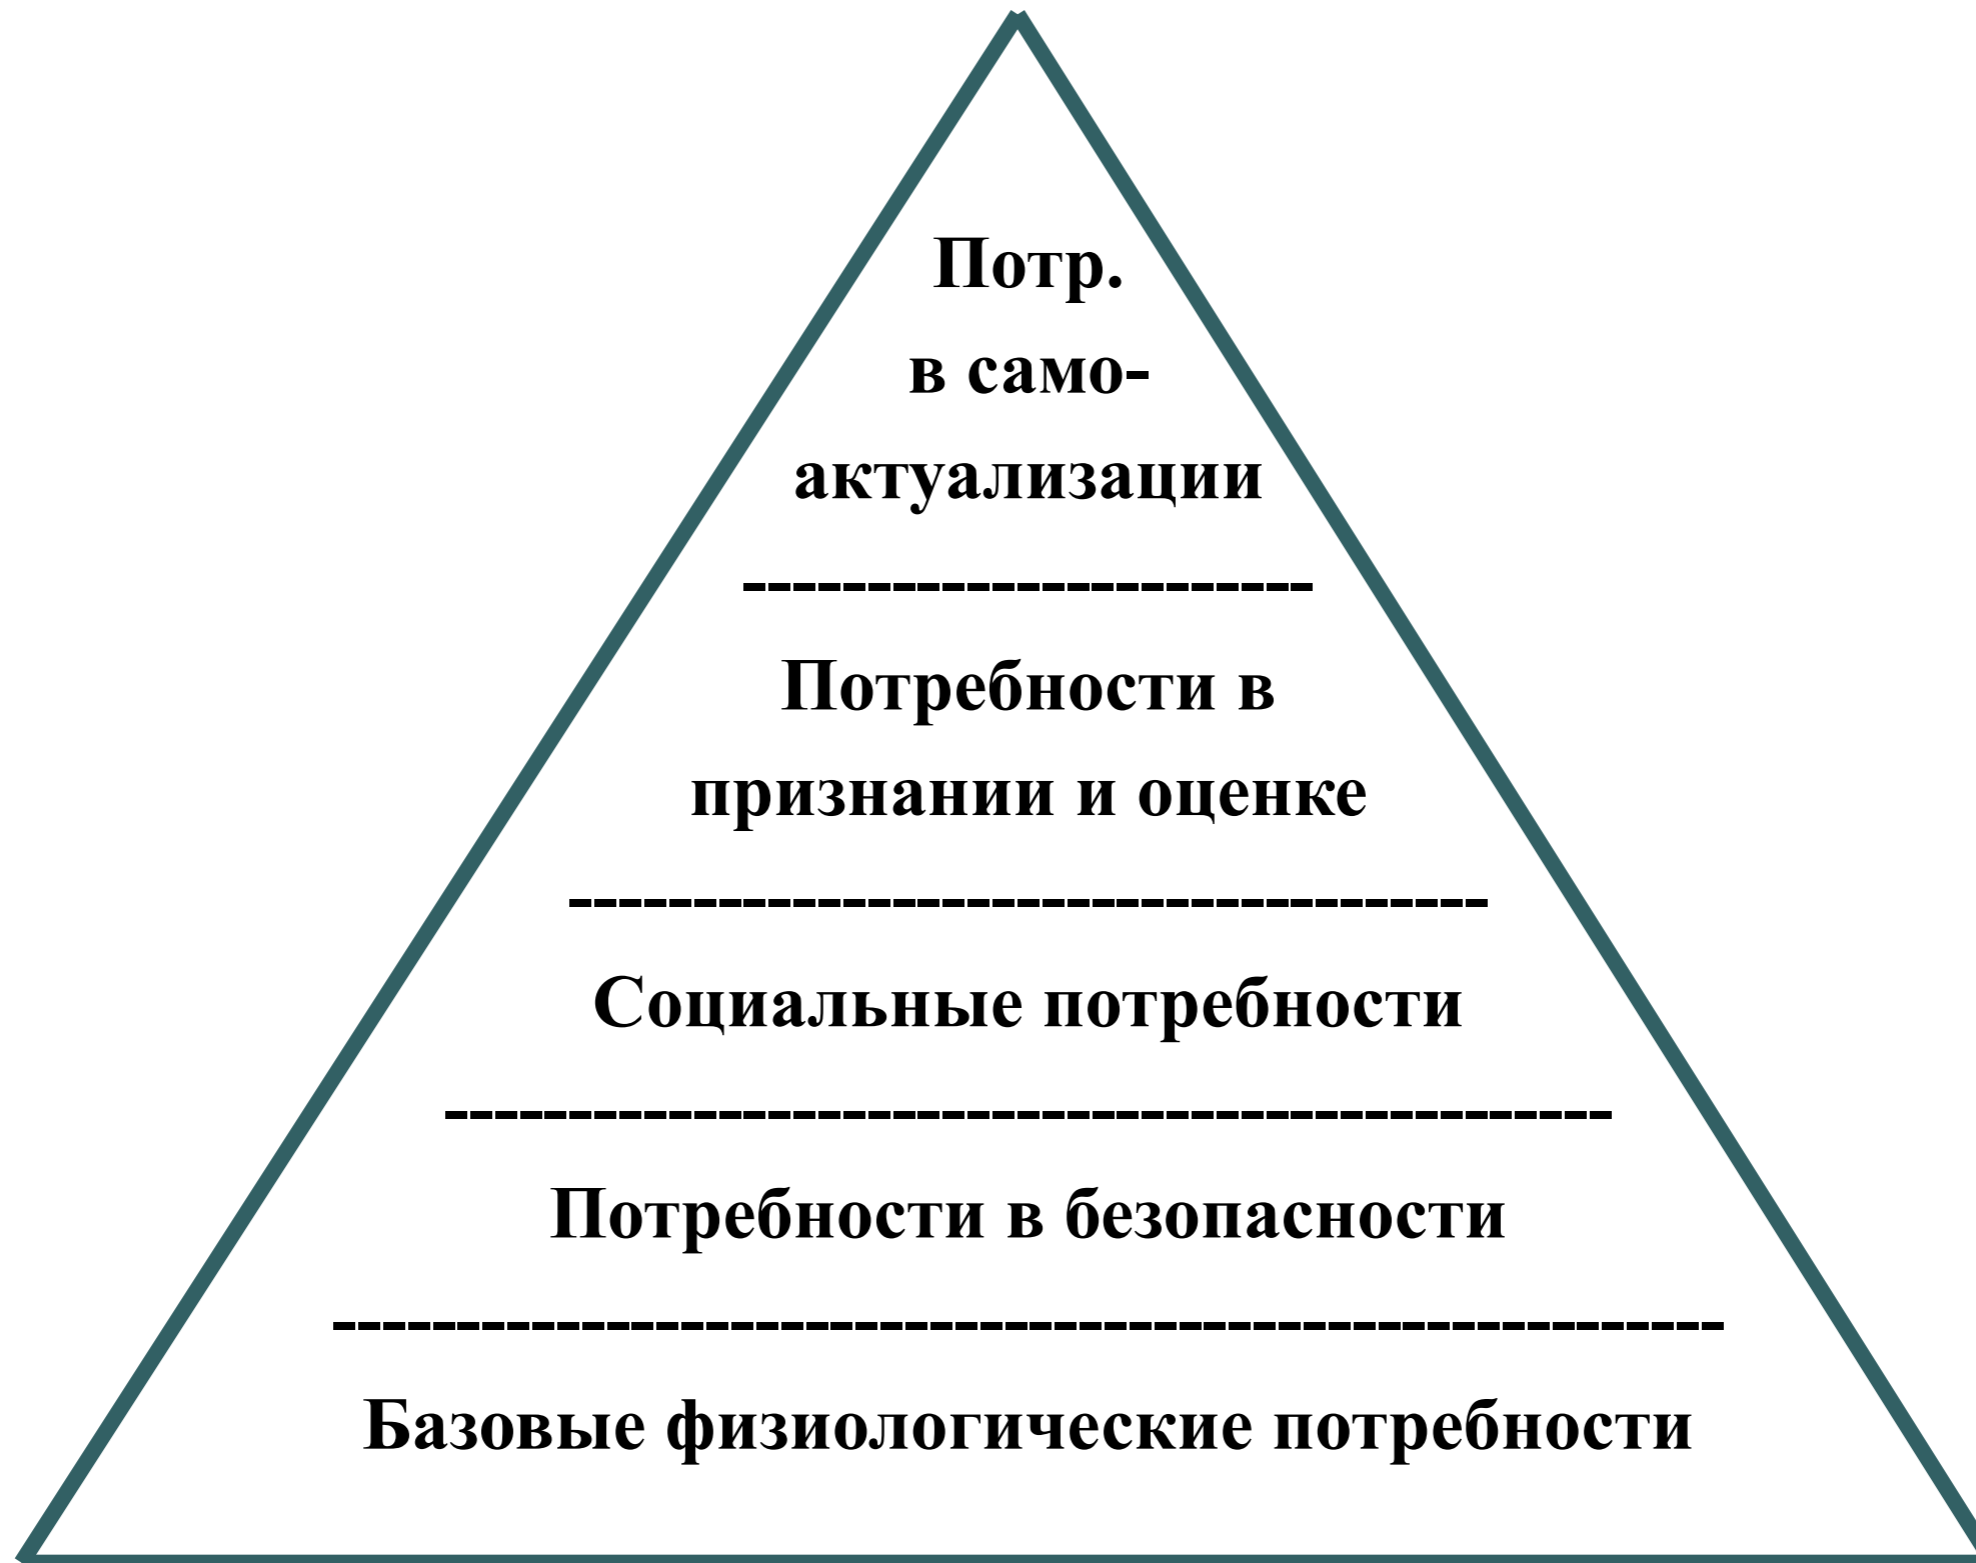 Потр.
в само-
актуализации
-----------------------
Потребности в
признании и оценке
-------------------------------------
Социальные потребности
-----------------------------------------------
Потребности в безопасности
--------------------------------------------------------
Базовые физиологические потребности